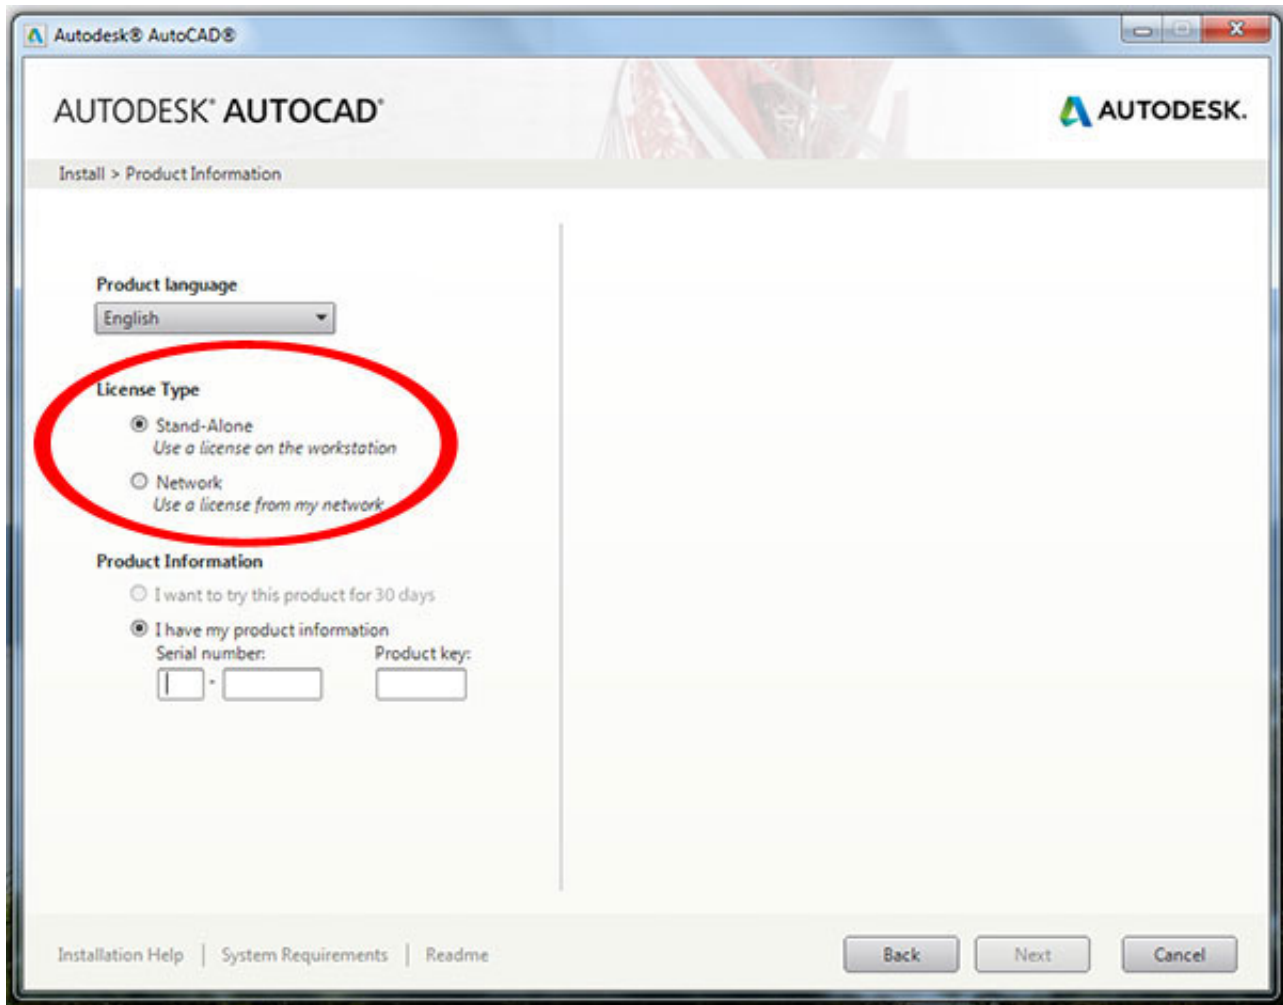 Autodesk® AutoCAD®
AUTODESK® AUTOCAD®
AUTODESK.
Install > Product Information
Product language
English
License Type
Stand-Alone
Use a license on the workstation
Network
Use a license from my network
Product Information
I want to try this product for 30 days
I have my product information
Serial number: Product key:
-
Installation Help | System Requirements | Readme
Back Next Cancel